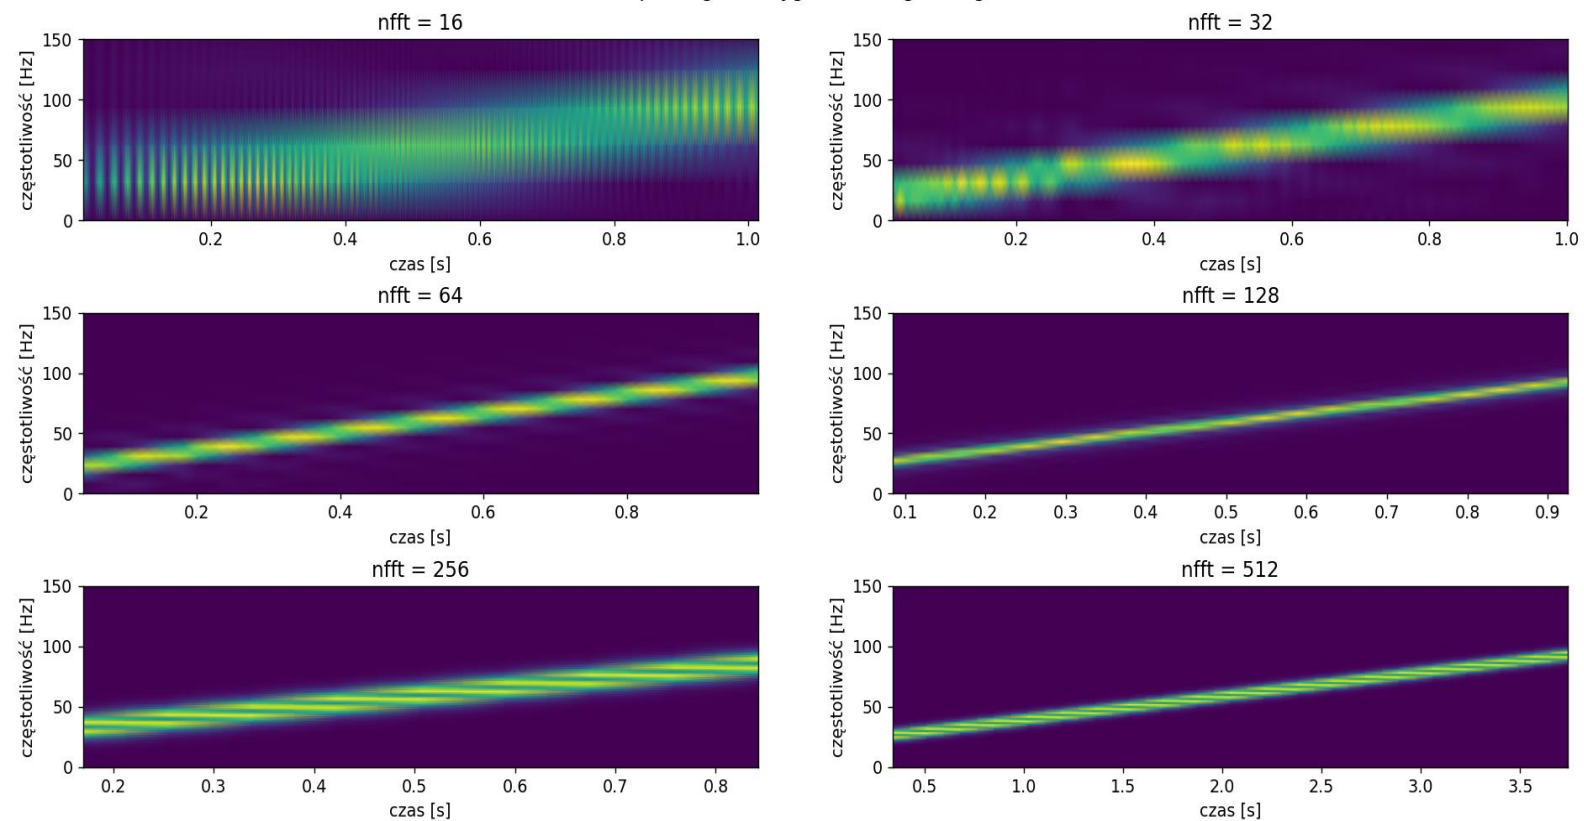 nfft = 16
150
100
50
0
częstotliwość [Hz]
0.2 0.4 0.6 0.8 1.0
czas [s]
nfft = 32
150
100
50
0
częstotliwość [Hz]
0.2 0.4 0.6 0.8 1.0
czas [s]
nfft = 64
150
100
50
0
częstotliwość [Hz]
0.2 0.4 0.6 0.8
czas [s]
nfft = 128
150
100
50
0
częstotliwość [Hz]
0.1 0.2 0.3 0.4 0.5 0.6 0.7 0.8 0.9
czas [s]
nfft = 256
150
100
50
0
częstotliwość [Hz]
0.2 0.3 0.4 0.5 0.6 0.7 0.8
czas [s]
nfft = 512
150
100
50
0
częstotliwość [Hz]
0.5 1.0 1.5 2.0 2.5 3.0 3.5
czas [s]